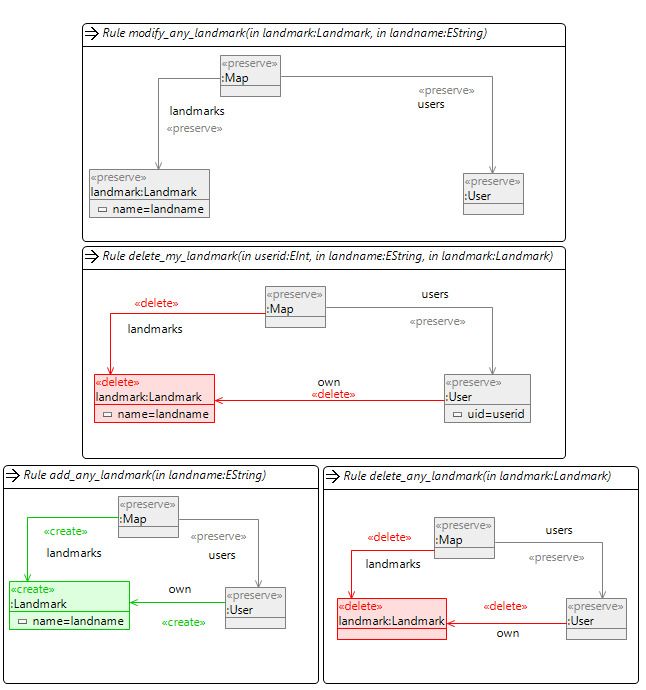 Rule modify_any_landmark(in landmark:Landmark, in landname:EString)
«preserve»
:Map
«preserve»
users
landmarks
«preserve»
«preserve»
landmark:Landmark
name=landname
«preserve»
:User
Rule delete_my_landmark(in userid:EInt, in landname:EString, in landmark:Landmark)
«preserve»
:Map
users
«preserve»
«delete»
landmarks
«delete»
landmark:Landmark
name=landname
own
«delete»
«preserve»
:User
uid=userid
Rule add_any_landmark(in landname:EString)
«preserve»
:Map
«create»
landmarks
«preserve»
users
«create»
:Landmark
name=landname
own
«create»
«preserve»
:User
Rule delete_any_landmark(in landmark:Landmark)
«preserve»
:Map
users
«preserve»
«delete»
landmarks
«delete»
landmark:Landmark
«delete»
own
«preserve»
:User